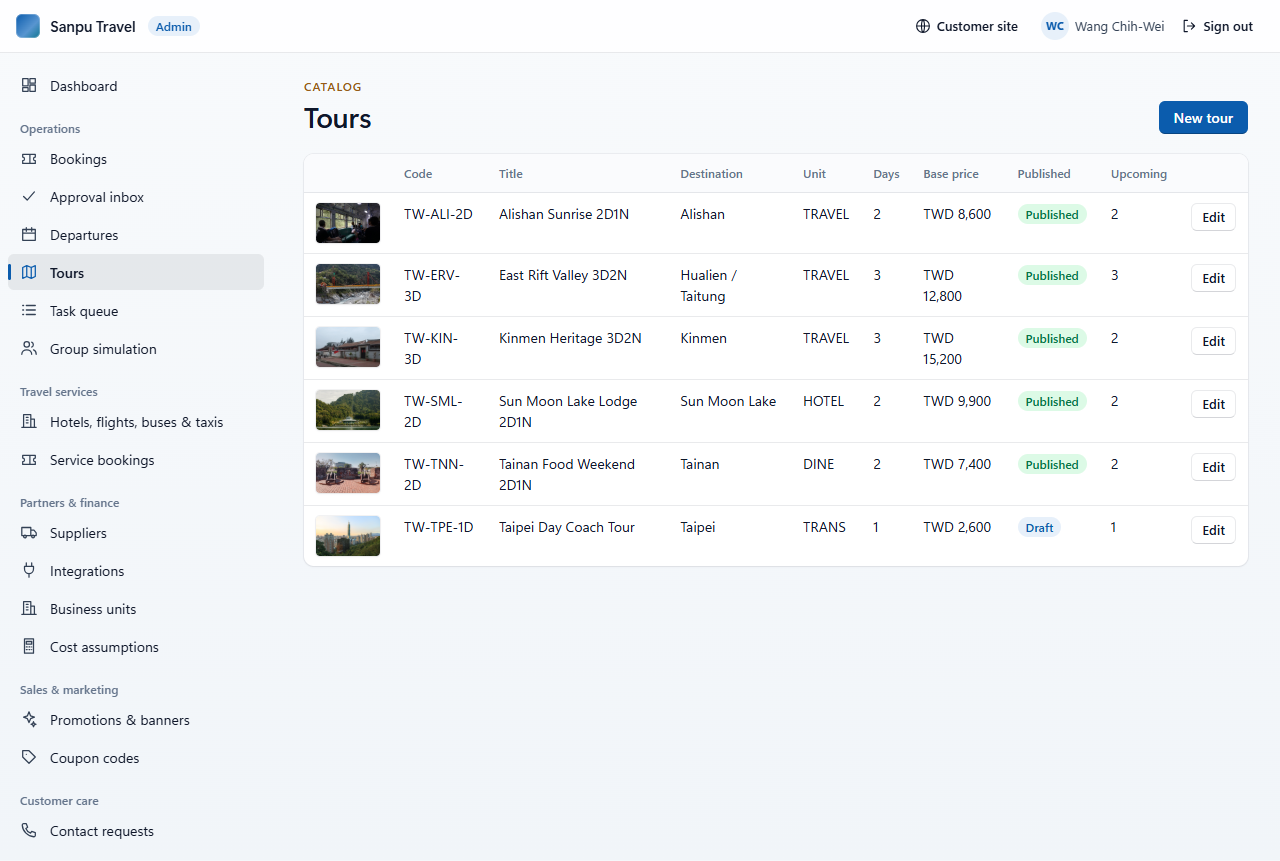 Sanpu Travel Admin Customer site WC Wang Chih-Wei Sign out
Dashboard
Operations
Bookings
Approval inbox
Departures
Tours
Task queue
Group simulation
Travel services
Hotels, flights, buses & taxis
Service bookings
Partners & finance
Suppliers
Integrations
Business units
Cost assumptions
Sales & marketing
Promotions & banners
Coupon codes
Customer care
Contact requests
CATALOG
Tours
New tour
Code Title Destination Unit Days Base price Published Upcoming
TW-ALI-2D Alishan Sunrise 2D1N Alishan TRAVEL 2 TWD 8,600 Published 2 Edit
TW-ERV- East Rift Valley 3D2N Hualien / TRAVEL 3 TWD Published 3 Edit
3D Taitung 12,800
TW-KIN- Kinmen Heritage 3D2N Kinmen TRAVEL 3 TWD Published 2 Edit
3D 15,200
TW-SML- Sun Moon Lake Lodge Sun Moon Lake HOTEL 2 TWD 9,900 Published 2 Edit
2D 2D1N
TW-TNN- Tainan Food Weekend Tainan DINE 2 TWD 7,400 Published 2 Edit
2D 2D1N
TW-TPE-1D Taipei Day Coach Tour Taipei TRANS 1 TWD 2,600 Draft 1 Edit